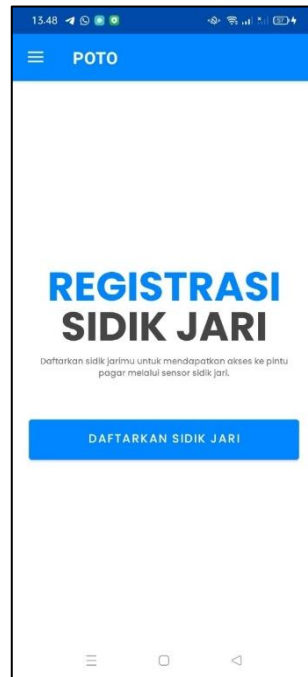 13.48
POTO
REGISTRASI
SIDIK JARI
Daftarkan sidik jarimu untuk mendapatkan akses ke pintu
pagar melalui sensor sidik jari.
DAFTARKAN SIDIK JARI